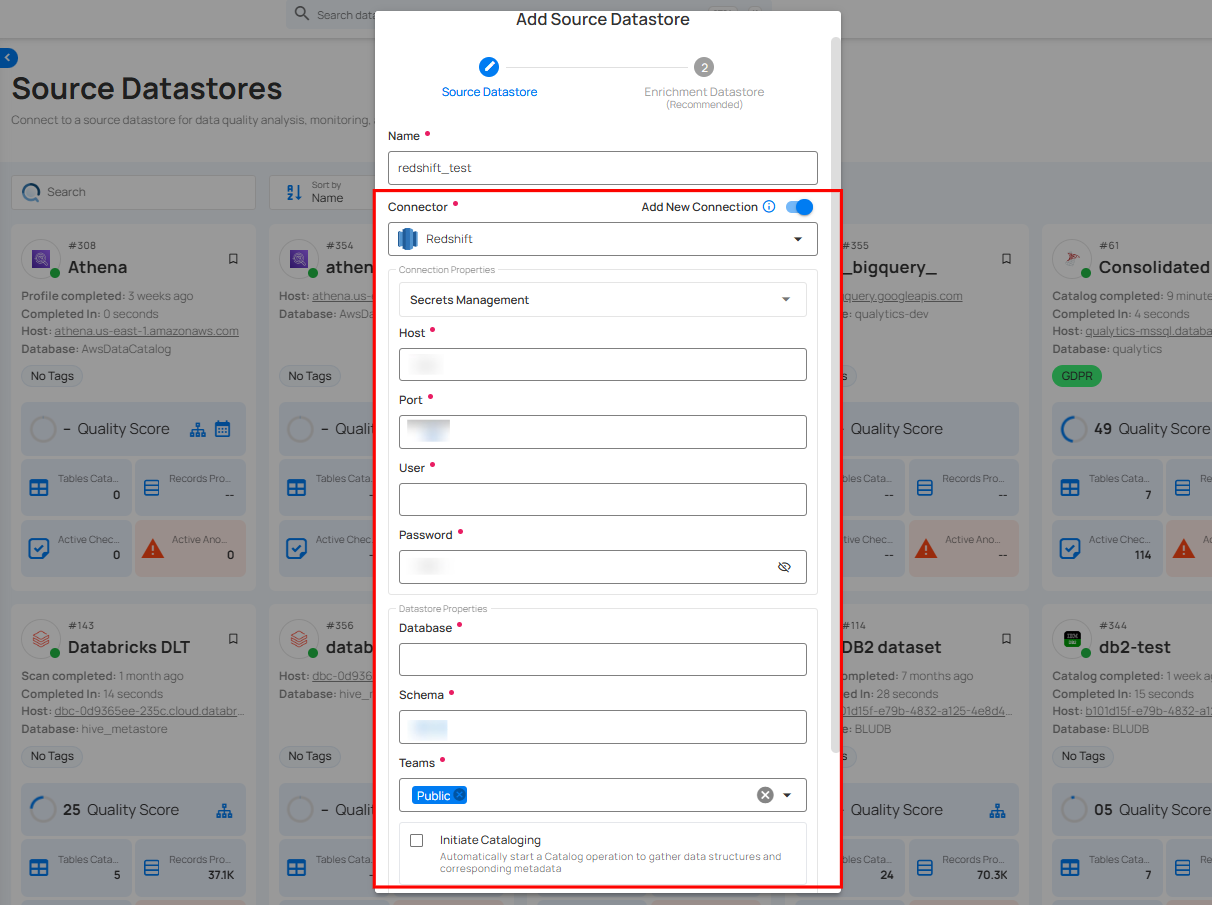 Search data
Add Source Datastore
2
Source Datastore
Enrichment Datastore
(Recommended)
Source Datastores
Connect to a source datastore for data quality analysis, monitoring,
Name
redshift_test
Search
Sort by
Name
Connector
Add New Connection
Redshift
Connection Properties
Secrets Management
Host
Port
User
Password
Datastore Properties
Database
Schema
Teams
Public
Initiate Cataloging
Automatically start a Catalog operation to gather data structures and
corresponding metadata
#308
Athena
Profile completed: 3 weeks ago
Completed In: 0 seconds
Host: athena.us-east-1.amazonaws.com
Database: AwsDataCatalog
No Tags
– Quality Score
Tables Cata...
0
Records Pro...
--
Active Chec...
0
Active Ano...
0
#354
athen
Host: athena.us-
Database: AwsDa
No Tags
– Quali
Tables Cata
Active Chec
#355
_bigquery_
query.googleapis.com
e: qualytics-dev
s
Quality Score
les Cata...
--
Records Pro...
--
ive Chec...
--
Active Ano...
--
#61
Consolidated
Catalog completed: 9 minute
Completed In: 4 seconds
Host: qualytics-mssql.databa
Database: qualytics
GDPR
49 Quality Score
Tables Cata...
7
Re
Active Chec...
114
Ac
#143
Databricks DLT
Scan completed: 1 month ago
Completed In: 14 seconds
Host: dbc-0d9365ee-235c.cloud.databr...
Database: hive_metastore
No Tags
25 Quality Score
Tables Cata...
5
Records Pro...
37.1K
#356
datab
Host: dbc-0d936
Database: hive_r
No Tags
– Quali
Tables Cata
#114
DB2 dataset
ompleted: 7 months ago
ed In: 28 seconds
01d15f-e79b-4832-a125-4e8d4...
e: BLUDB
s
Quality Score
les Cata...
24
Records Pro...
70.3K
#344
db2-test
Catalog completed: 1 week a
Completed In: 15 seconds
Host: b101d15f-e79b-4832-a1
Database: BLUDB
No Tags
05 Quality Score
Tables Cata...
7
Re